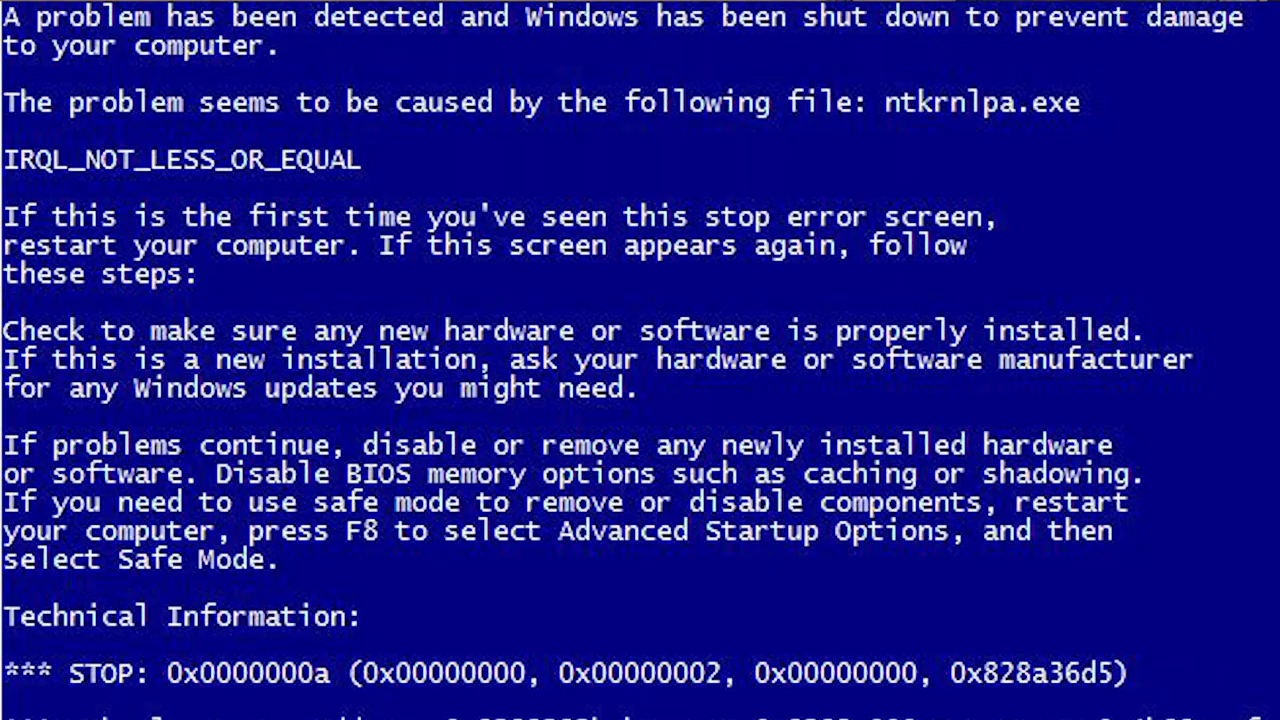 A problem has been detected and Windows has been shut down to prevent damage
to your computer.
The problem seems to be caused by the following file: ntkrnlpa.exe
IRQL_NOT_LESS_OR_EQUAL
If this is the first time you've seen this stop error screen,
restart your computer. If this screen appears again, follow
these steps:
Check to make sure any new hardware or software is properly installed.
If this is a new installation, ask your hardware or software manufacturer
for any Windows updates you might need.
If problems continue, disable or remove any newly installed hardware
or software. Disable BIOS memory options such as caching or shadowing.
If you need to use safe mode to remove or disable components, restart
your computer, press F8 to select Advanced Startup Options, and then
select Safe Mode.
Technical Information:
*** STOP: 0x0000000a (0x00000000, 0x00000002, 0x00000000, 0x828a36d5)